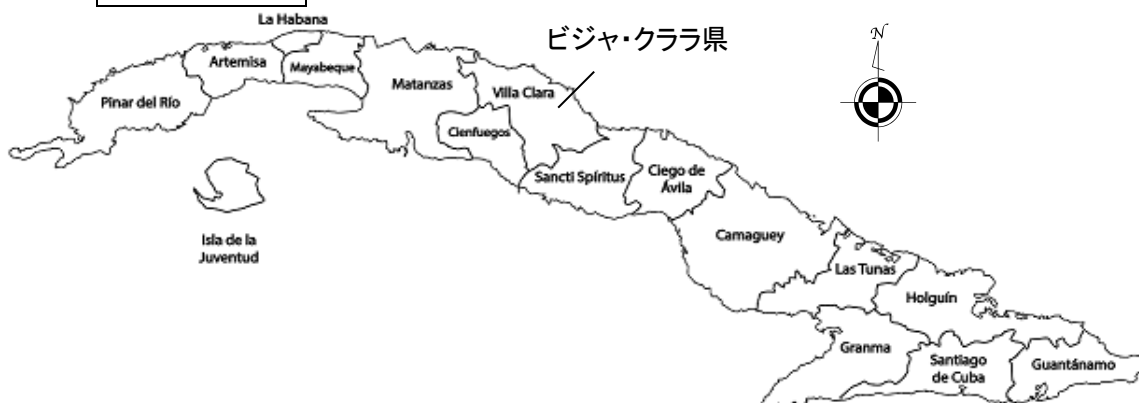 La Habana
ビジャ・クララ県
N
Artemisa
Mayabeque
Matanzas
Villa Clara
Pinar del Río
Cienfuegos
Sancti Spíritus
Ciego de
Ávila
Isla de la
Juventud
Camaguey
Las Tunas
Holguín
Granma
Santiago
de Cuba
Guantánamo